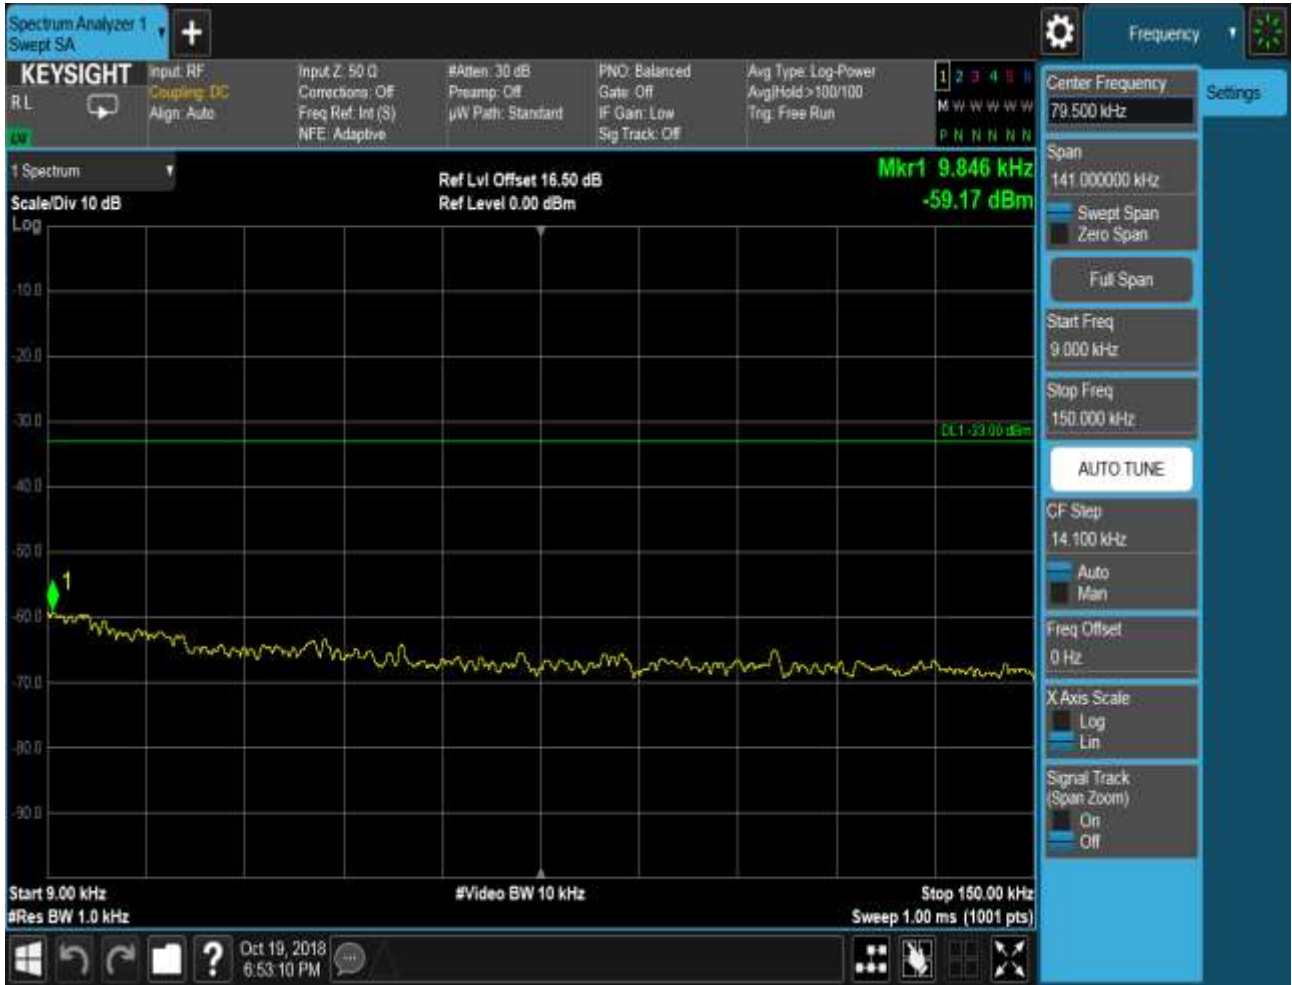 Spectrum Analyzer 1
Swept SA
+
Frequency
KEYSIGHT
RL
LW
Input: RF
Coupling: DC
Align: Auto
Input Z: 50 Ω
Corrections: Off
Freq Ref: Int (S)
NFE: Adaptive
#Atten: 30 dB
Preamp: Off
µW Path: Standard
PNO: Balanced
Gate: Off
IF Gain: Low
Sig Track: Off
Avg Type: Log-Power
Avg|Hold:>100/100
Trig: Free Run
1 2 3 4 5 6
M W W W W W
P N N N N N
1 Spectrum
Scale/Div 10 dB
Log
Ref Lvl Offset 16.50 dB
Ref Level 0.00 dBm
Mkr1 9.846 kHz
-59.17 dBm
-10.0
-20.0
-30.0
DL1 -33.00 dBm
-40.0
-50.0
1
-60.0
-70.0
-80.0
-90.0
Start 9.00 kHz
#Res BW 1.0 kHz
#Video BW 10 kHz
Stop 150.00 kHz
Sweep 1.00 ms (1001 pts)
Center Frequency
79.500 kHz
Span
141.000000 kHz
Swept Span
Zero Span
Full Span
Start Freq
9.000 kHz
Stop Freq
150.000 kHz
AUTO TUNE
CF Step
14.100 kHz
Auto
Man
Freq Offset
0 Hz
X Axis Scale
Log
Lin
Signal Track
(Span Zoom)
On
Off
Settings
?
Oct 19, 2018
6:53:10 PM